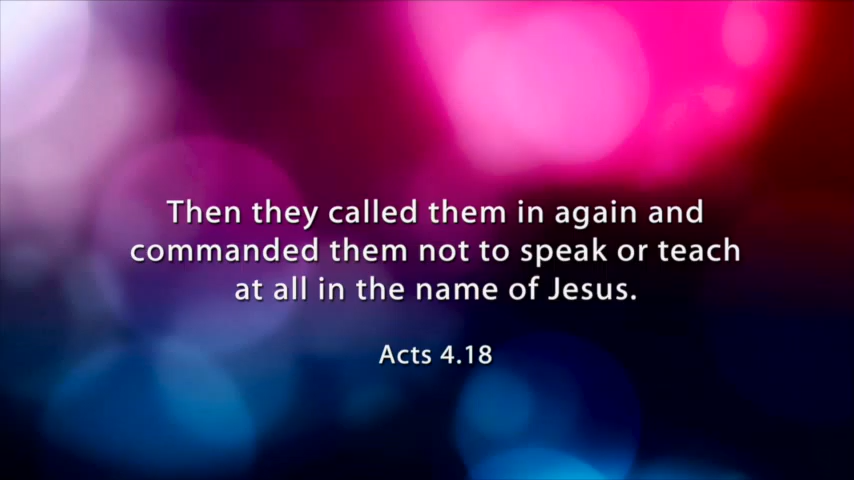 Then they called them in again and
commanded them not to speak or teach
at all in the name of Jesus.
Acts 4.18